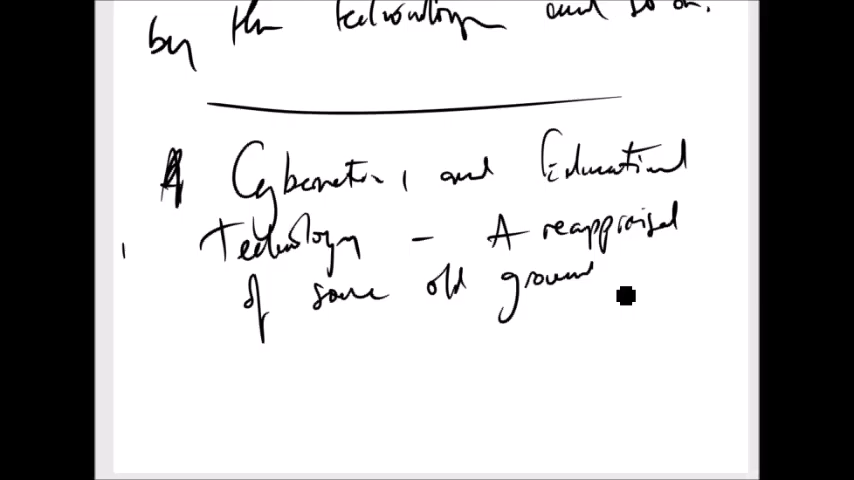 by the technology and so on.
Cybernetics, and Educational
Technology - A reappraisal
of some old ground